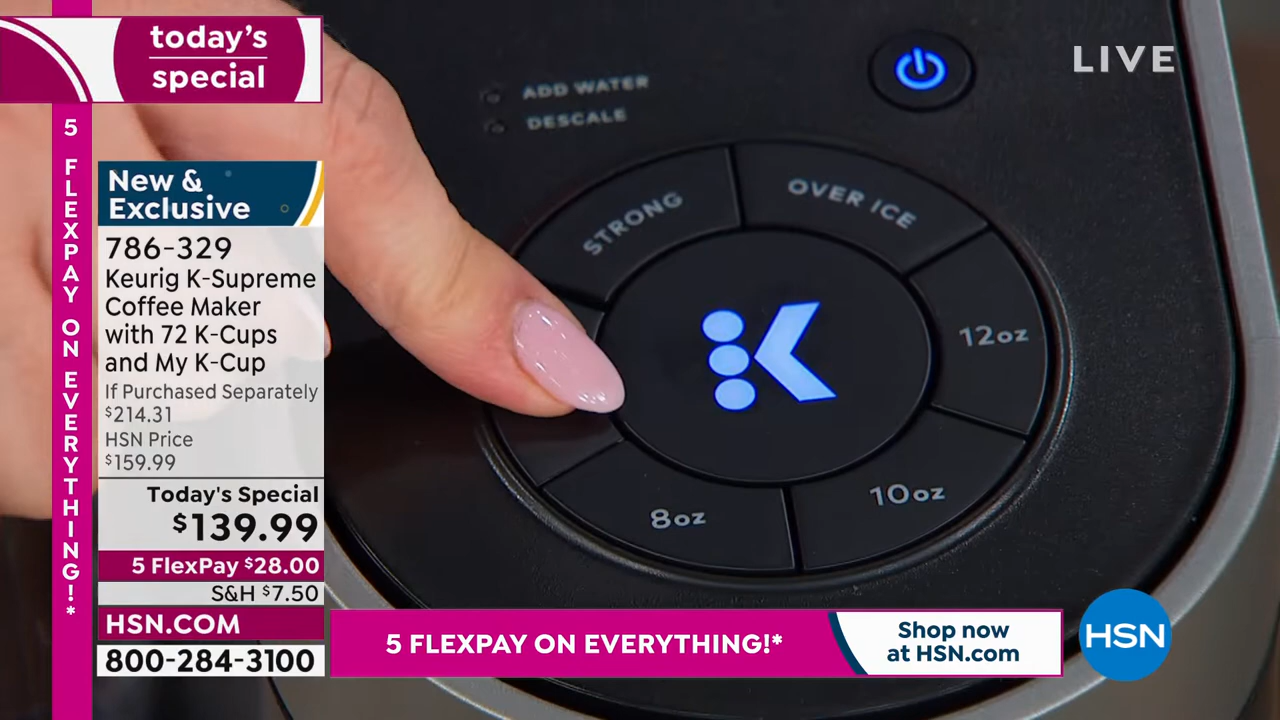 today's
special
LIVE
5 FLEXPAY ON EVERYTHING!*
New &
Exclusive
786-329
Keurig K-Supreme
Coffee Maker
with 72 K-Cups
and My K-Cup
If Purchased Separately
$214.31
HSN Price
$159.99
Today's Special
$139.99
5 FlexPay $28.00
S&H $7.50
HSN.COM
800-284-3100
ADD WATER
DESCALE
STRONG
OVER ICE
12oz
10oz
8oz
K
5 FLEXPAY ON EVERYTHING!*
Shop now
at HSN.com
HSN